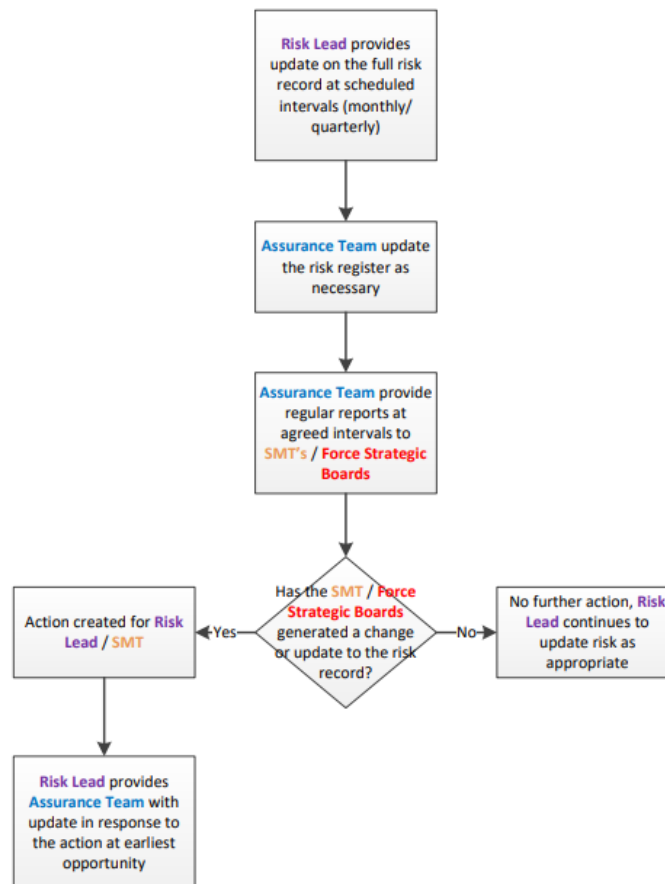 Risk Lead provides
update on the full risk
record at scheduled
intervals (monthly/
quarterly)
Assurance Team update
the risk register as
necessary
Assurance Team provide
regular reports at
agreed intervals to
SMT's / Force Strategic
Boards
Has the SMT / Force
Strategic Boards
generated a change
or update to the risk
record?
Yes
No
Action created for Risk
Lead / SMT
No further action, Risk
Lead continues to
update risk as
appropriate
Risk Lead provides
Assurance Team with
update in response to
the action at earliest
opportunity